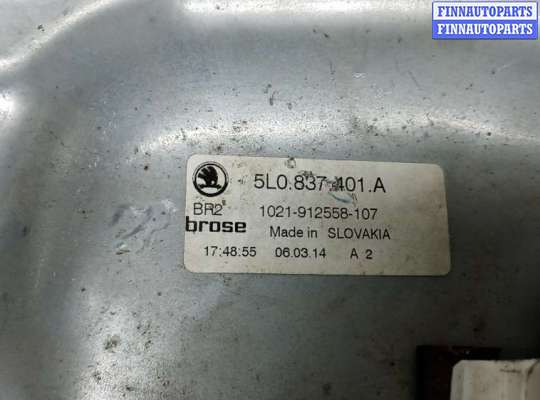 FINNAUTOPARTS
FINNAUTOPARTS
5L0.837.401.A
BR2 1021-912558-107
brose Made in SLOVAKIA
17:48:55 06.03.14 A 2